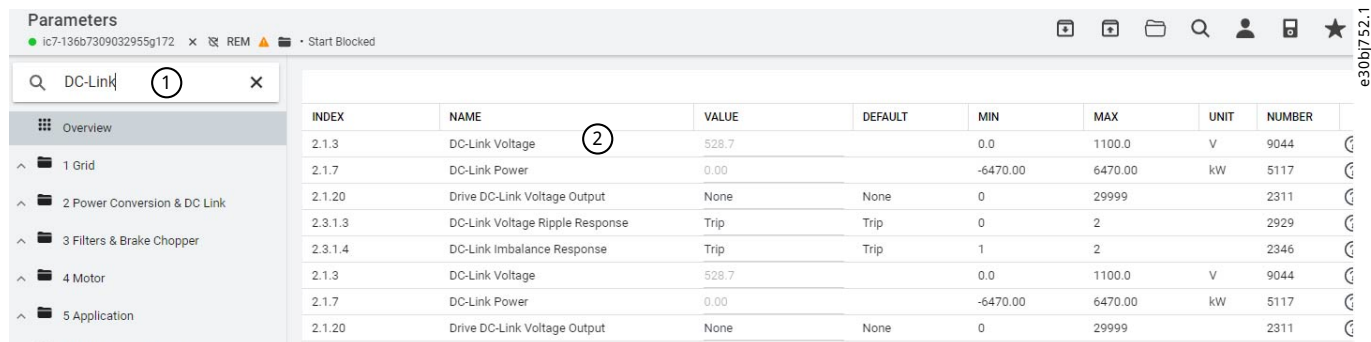 Parameters
ic7-136b7309032955g172 REM • Start Blocked
DC-Link 1
Overview
1 Grid
2 Power Conversion & DC Link
3 Filters & Brake Chopper
4 Motor
5 Application
INDEX NAME VALUE DEFAULT MIN MAX UNIT NUMBER
2
2.1.3 DC-Link Voltage 528.7 0.0 1100.0 V 9044
2.1.7 DC-Link Power 0.00 -6470.00 6470.00 kW 5117
2.1.20 Drive DC-Link Voltage Output None None 0 29999 2311
2.3.1.3 DC-Link Voltage Ripple Response Trip Trip 0 2 2929
2.3.1.4 DC-Link Imbalance Response Trip Trip 1 2 2346
2.1.3 DC-Link Voltage 528.7 0.0 1100.0 V 9044
2.1.7 DC-Link Power 0.00 -6470.00 6470.00 kW 5117
2.1.20 Drive DC-Link Voltage Output None None 0 29999 2311
e30bj752.1